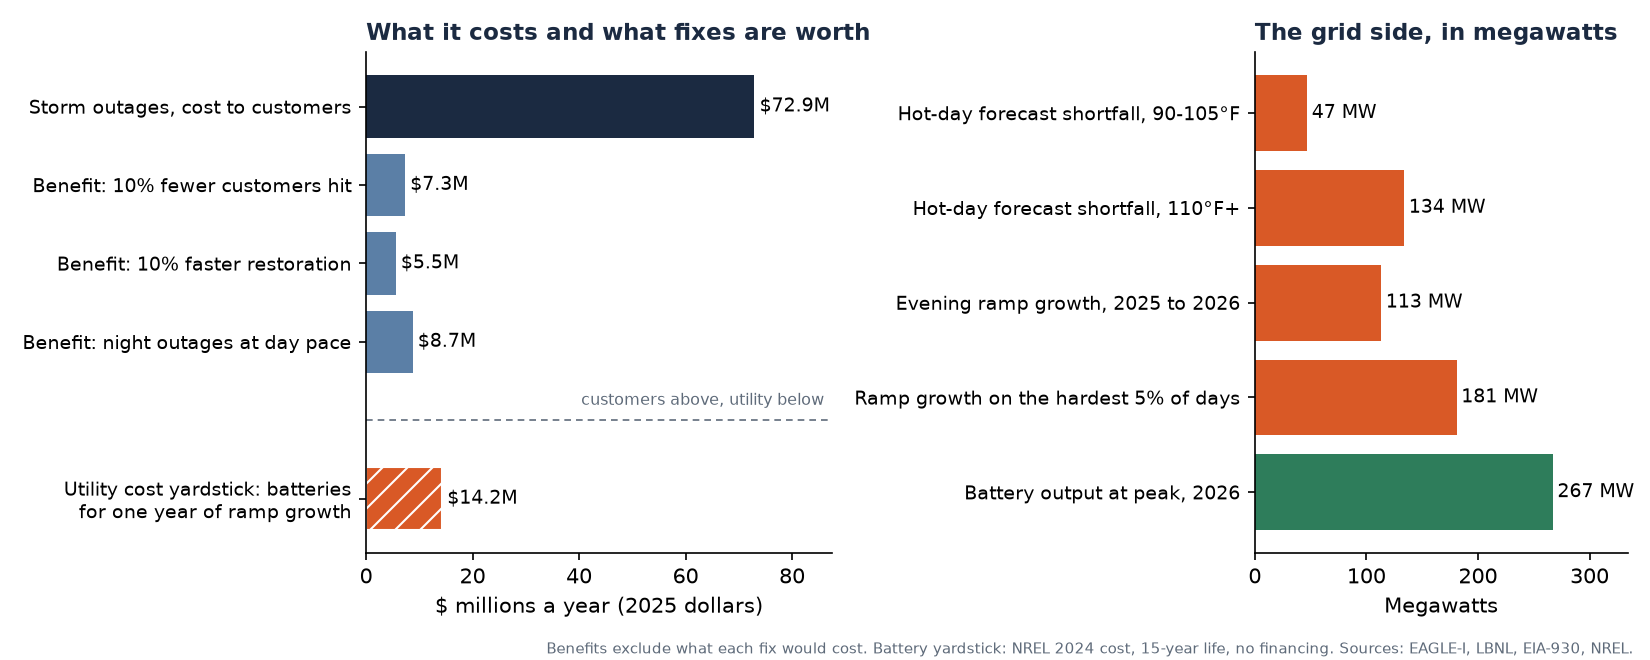 What it costs and what fixes are worth
Storm outages, cost to customers
$72.9M
Benefit: 10% fewer customers hit
$7.3M
Benefit: 10% faster restoration
$5.5M
Benefit: night outages at day pace
$8.7M
customers above, utility below
Utility cost yardstick: batteries
for one year of ramp growth
$14.2M
0 20 40 60 80
$ millions a year (2025 dollars)
The grid side, in megawatts
Hot-day forecast shortfall, 90-105°F
47 MW
Hot-day forecast shortfall, 110°F+
134 MW
Evening ramp growth, 2025 to 2026
113 MW
Ramp growth on the hardest 5% of days
181 MW
Battery output at peak, 2026
267 MW
0 100 200 300
Megawatts
Benefits exclude what each fix would cost. Battery yardstick: NREL 2024 cost, 15-year life, no financing. Sources: EAGLE-I, LBNL, EIA-930, NREL.